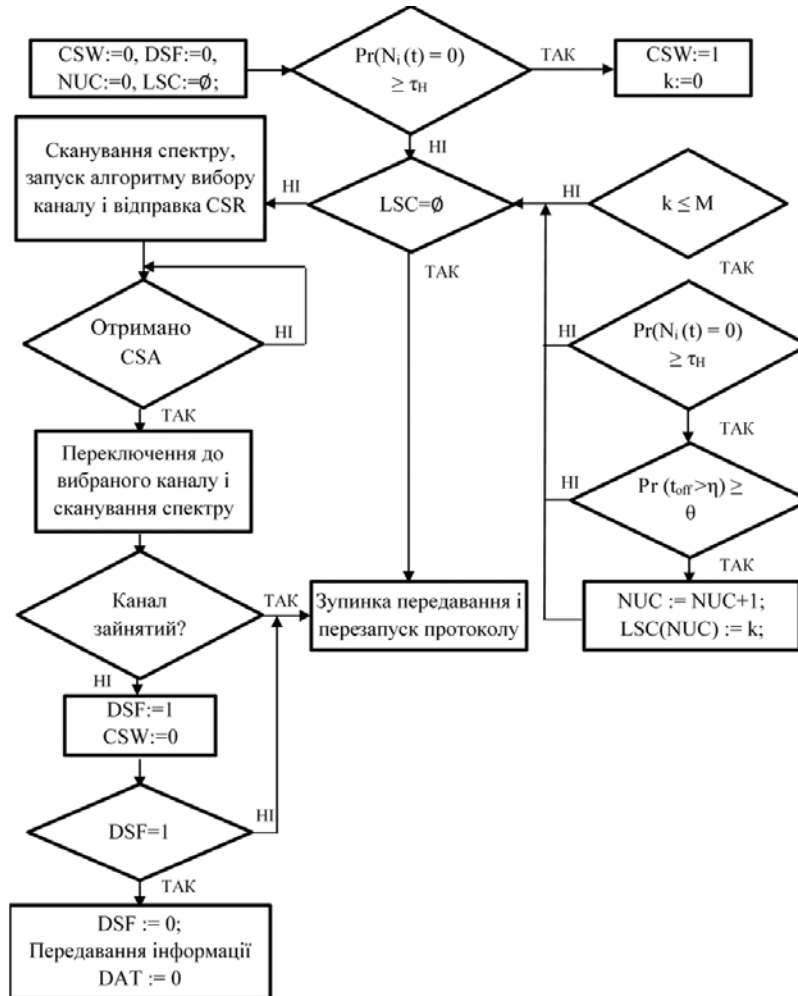 CSW:=0, DSF:=0,
NUC:=0, LSC:=∅;
Pr(Nᵢ (t) = 0)
≥ τH
ТАК
CSW:=1
k:=0
НІ
Сканування спектру,
запуск алгоритму вибору
каналу і відправка CSR
НІ
LSC=∅
НІ
k ≤ M
ТАК
ТАК
Отримано
CSA
НІ
НІ
Pr(Nᵢ (t) = 0)
≥ τH
ТАК
ТАК
Переключення до
вибраного каналу і
сканування спектру
НІ
Pr (toff >η) ≥
θ
ТАК
Канал
зайнятий?
ТАК
Зупинка передавання і
перезапуск протоколу
NUC := NUC+1;
LSC(NUC) := k;
НІ
DSF:=1
CSW:=0
DSF=1
НІ
ТАК
DSF := 0;
Передавання інформації
DAT := 0